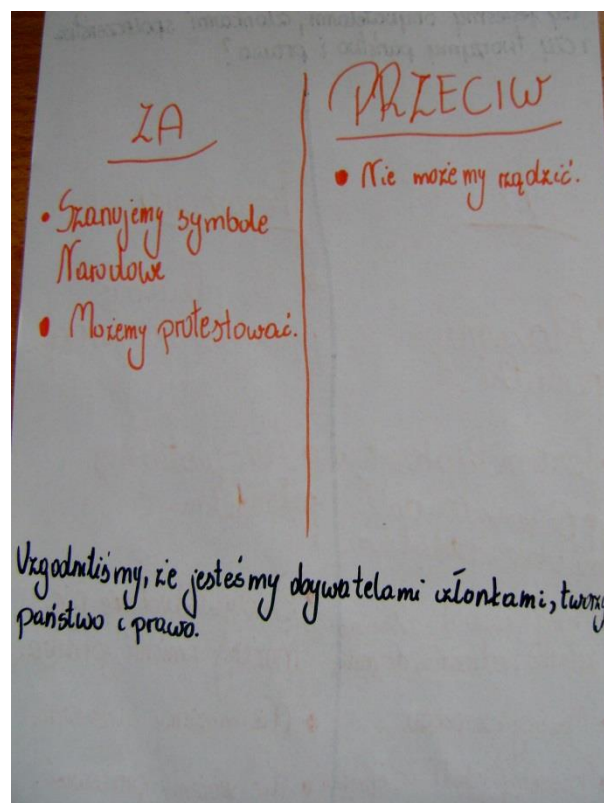 ZA
• Szanujemy symbole
Narodowe
• Możemy protestować.
PRZECIW
• Nie możemy rządzić.
Uzgodniliśmy, że jesteśmy obywatelami członkami, tworzy
państwo i prawo.